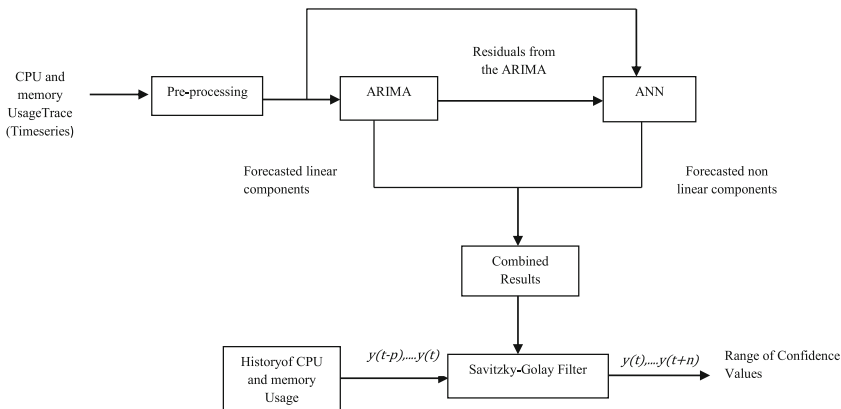 CPU and
memory
UsageTrace
(Timeseries)
Pre-processing
ARIMA
Residuals from
the ARIMA
ANN
Forecasted linear
components
Forecasted non
linear components
Combined
Results
Historyof CPU
and memory
Usage
y(t-p),....y(t)
Savitzky-Golay Filter
y(t),....y(t+n)
Range of Confidence
Values